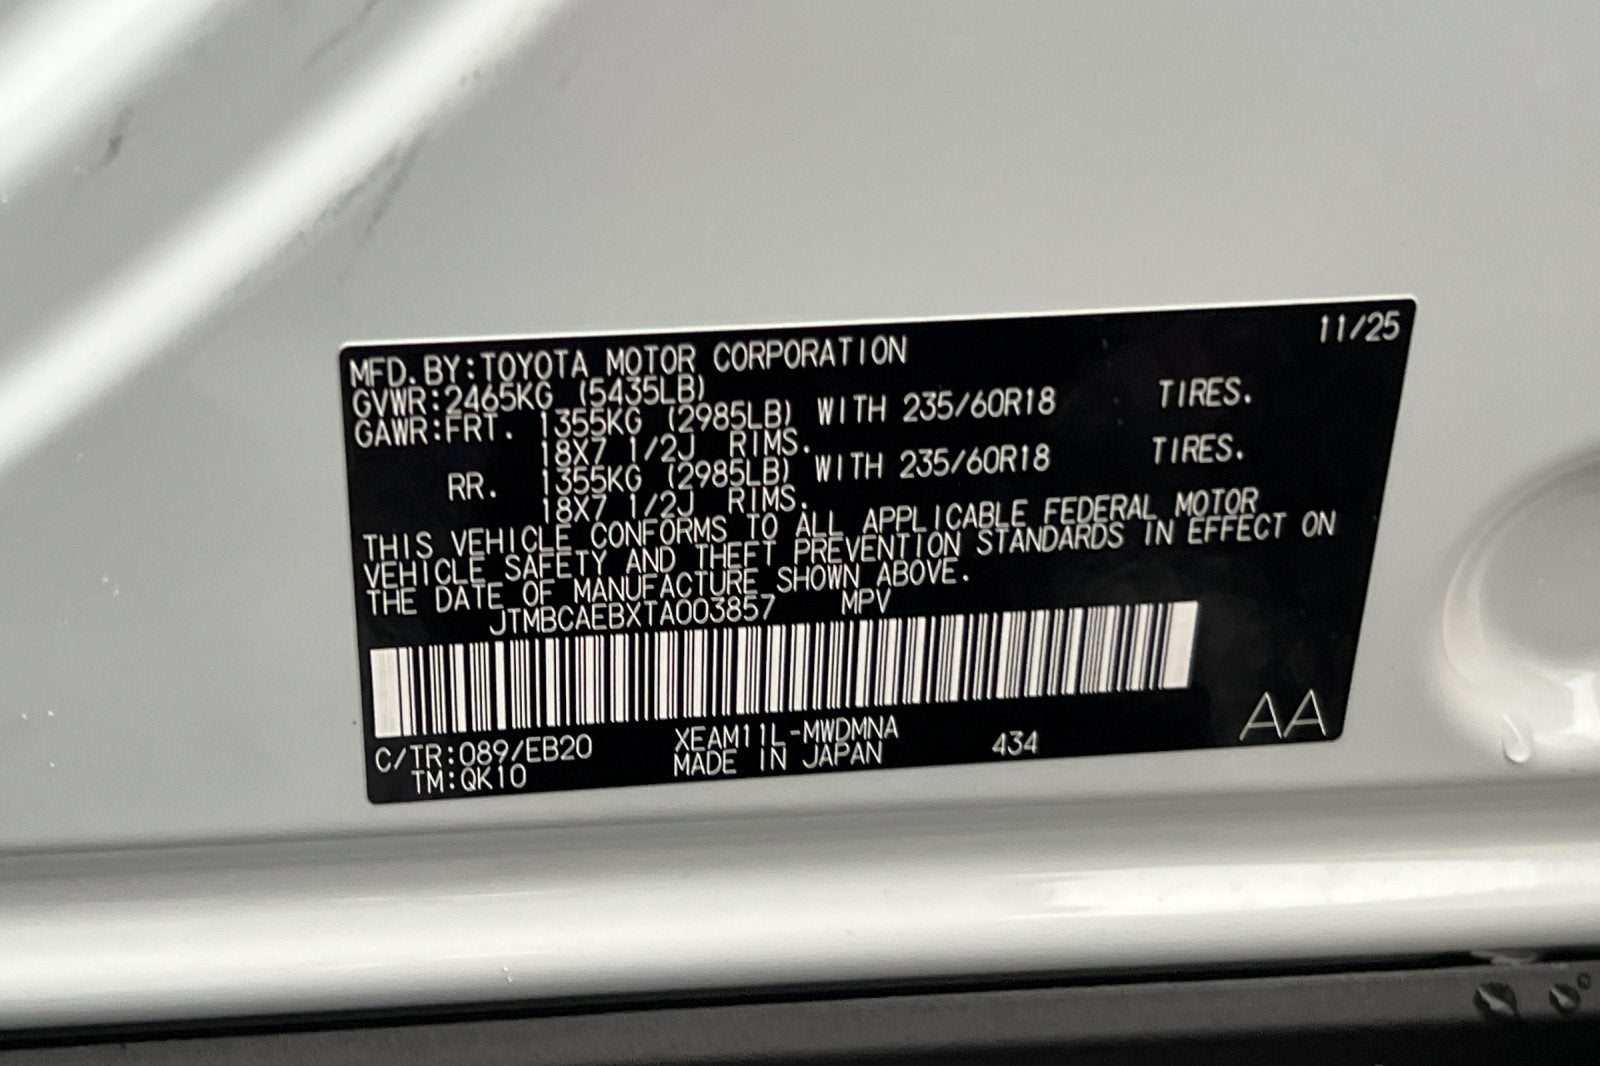 11/25
MFD. BY: TOYOTA MOTOR CORPORATION
GVWR: 2465KG (5435LB)
GAWR: FRT. 1355KG (2985LB) WITH 235/60R18 TIRES.
18X7 1/2J RIMS.
RR. 1355KG (2985LB) WITH 235/60R18 TIRES.
18X7 1/2J RIMS.
THIS VEHICLE CONFORMS TO ALL APPLICABLE FEDERAL MOTOR
VEHICLE SAFETY AND THEFT PREVENTION STANDARDS IN EFFECT ON
THE DATE OF MANUFACTURE SHOWN ABOVE.
JTMBCAEBXTA003857 MPV
C/TR: 089/EB20 XEAM11L-MWDMNA 434 AA
TM: QK10 MADE IN JAPAN